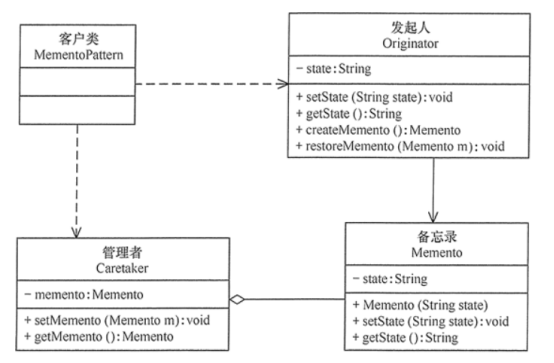 客户类
MementoPattern
发起人
Originator
- state:String
+ setState (String state): void
+ getState (): String
+ createMemento (): Memento
+ restoreMemento (Memento m): void
管理者
Caretaker
- memento: Memento
+ setMemento (Memento m): void
+ getMemento (): Memento
备忘录
Memento
- state:String
+ Memento (String state)
+ setState (String state): void
+ getState (): String